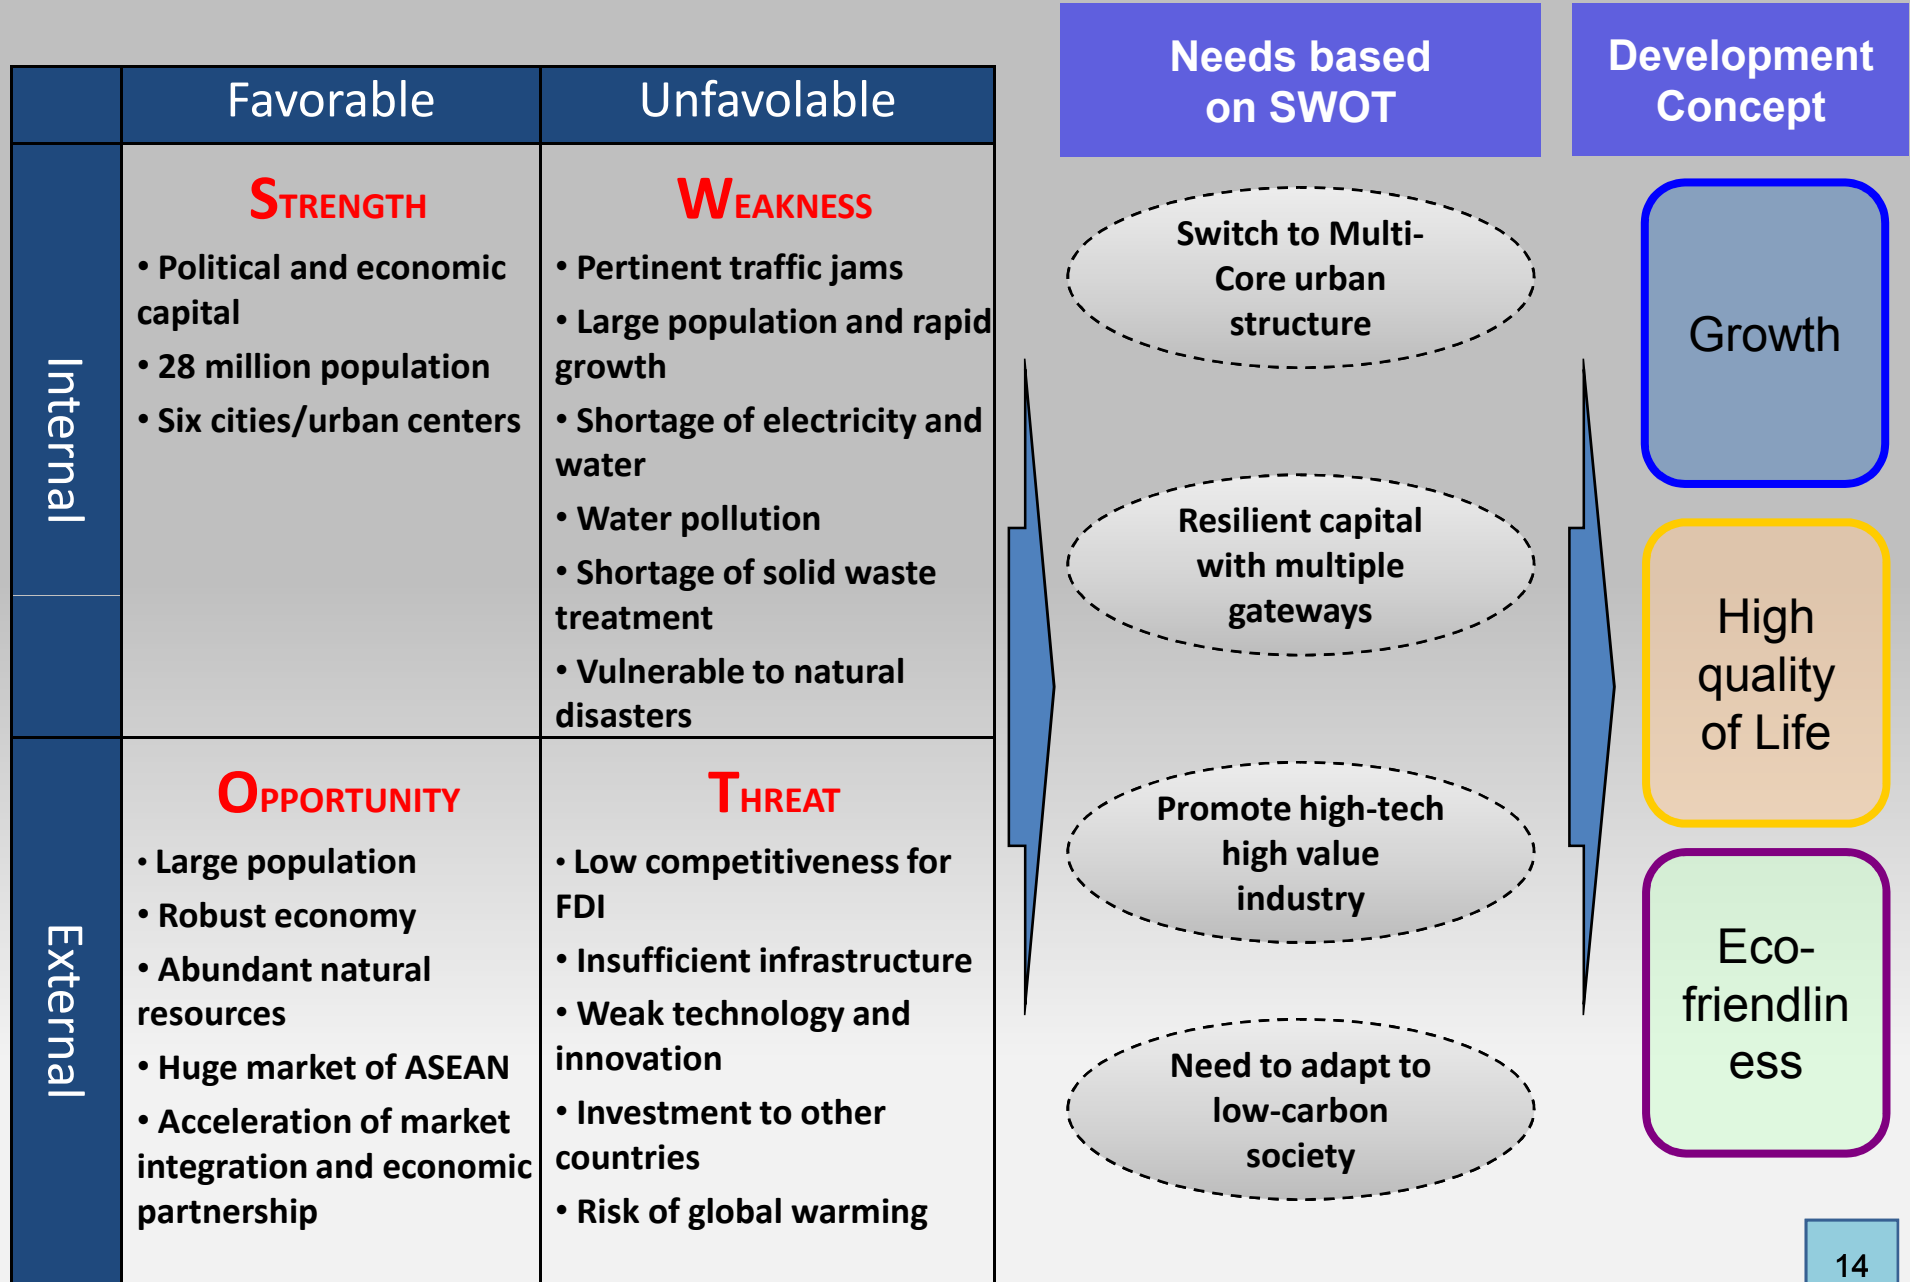 Favorable
Unfavolable
Internal
STRENGTH
• Political and economic
capital
• 28 million population
• Six cities/urban centers
WEAKNESS
• Pertinent traffic jams
• Large population and rapid
growth
• Shortage of electricity and
water
• Water pollution
• Shortage of solid waste
treatment
• Vulnerable to natural
disasters
External
OPPORTUNITY
• Large population
• Robust economy
• Abundant natural
resources
• Huge market of ASEAN
• Acceleration of market
integration and economic
partnership
THREAT
• Low competitiveness for
FDI
• Insufficient infrastructure
• Weak technology and
innovation
• Investment to other
countries
• Risk of global warming
Needs based
on SWOT
Switch to Multi-
Core urban
structure
Resilient capital
with multiple
gateways
Promote high-tech
high value
industry
Need to adapt to
low-carbon
society
Development
Concept
Growth
High
quality
of Life
Eco-
friendlin
ess
14